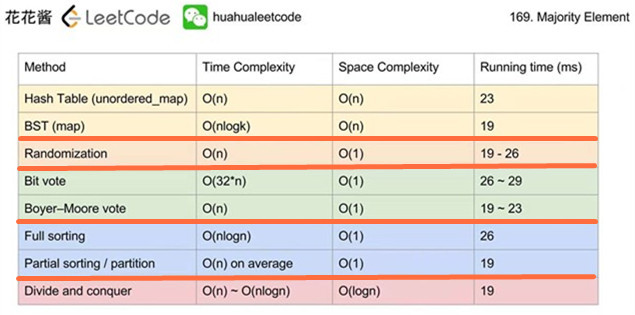 花花酱 LeetCode huahualeetcode 169. Majority Element
Method Time Complexity Space Complexity Running time (ms)
Hash Table (unordered_map) O(n) O(n) 23
BST (map) O(nlogk) O(n) 19
Randomization O(n) O(1) 19 - 26
Bit vote O(32*n) O(1) 26 ~ 29
Boyer–Moore vote O(n) O(1) 19 ~ 23
Full sorting O(nlogn) O(1) 26
Partial sorting / partition O(n) on average O(1) 19
Divide and conquer O(n) ~ O(nlogn) O(logn) 19